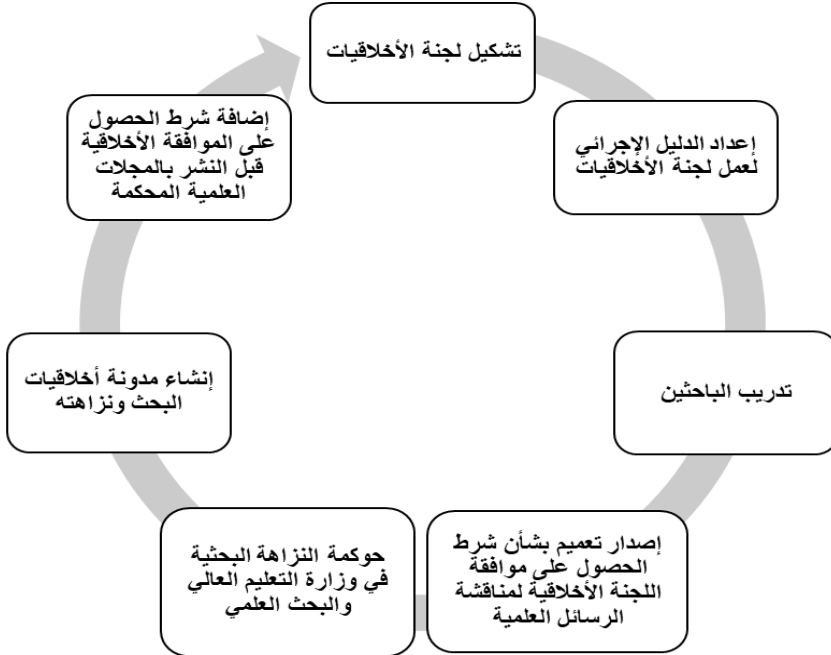 تشكيل لجنة الأخلاقيات
إعداد الدليل الإجرائي
لعمل لجنة الأخلاقيات
تدريب الباحثين
إصدار تعميم بشأن شرط
الحصول على موافقة
اللجنة الأخلاقية لمناقشة
الرسائل العلمية
حوكمة النزاهة البحثية
في وزارة التعليم العالي
والبحث العلمي
إنشاء مدونة أخلاقيات
البحث ونزاهته
إضافة شرط الحصول
على الموافقة الأخلاقية
قبل النشر بالمجلات
العلمية المحكمة